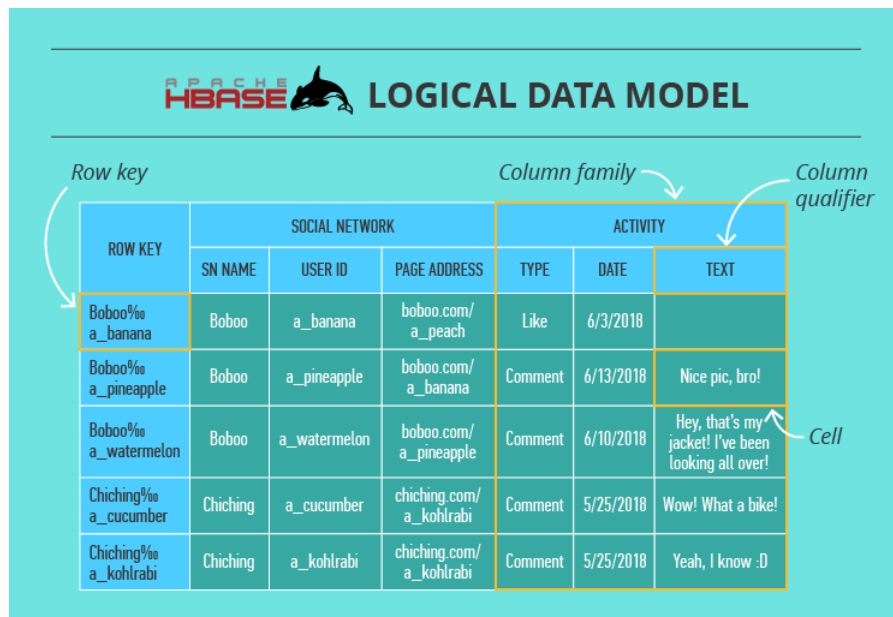 APACHE
HBASE LOGICAL DATA MODEL
Row key
Column family
Column
qualifier
ROW KEY
SOCIAL NETWORK
ACTIVITY
SN NAME
USER ID
PAGE ADDRESS
TYPE
DATE
TEXT
Boboo‱
a_banana
Boboo
a_banana
boboo.com/
a_peach
Like
6/3/2018
Boboo‱
a_pineapple
Boboo
a_pineapple
boboo.com/
a_banana
Comment
6/13/2018
Nice pic, bro!
Boboo‱
a_watermelon
Boboo
a_watermelon
boboo.com/
a_pineapple
Comment
6/10/2018
Hey, that's my
jacket! I've been
looking all over!
Cell
Chiching‱
a_cucumber
Chiching
a_cucumber
chiching.com/
a_kohlrabi
Comment
5/25/2018
Wow! What a bike!
Chiching‱
a_kohlrabi
Chiching
a_kohlrabi
chiching.com/
a_kohlrabi
Comment
5/25/2018
Yeah, I know :D